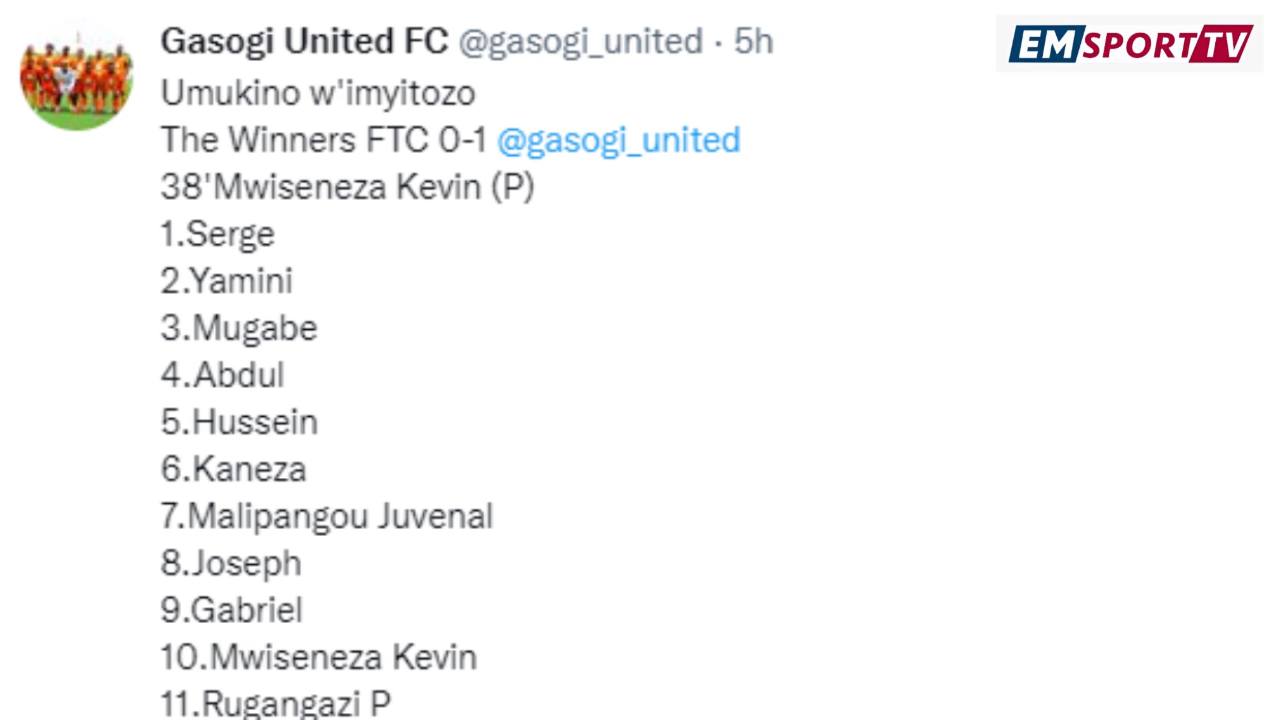 Gasogi United FC @gasogi_united · 5h
EMSPORTTV
Umukino w'imyitozo
The Winners FTC 0-1 @gasogi_united
38'Mwiseneza Kevin (P)
1.Serge
2.Yamini
3.Mugabe
4.Abdul
5.Hussein
6.Kaneza
7.Malipangou Juvenal
8.Joseph
9.Gabriel
10.Mwiseneza Kevin
11.Rugangazi P